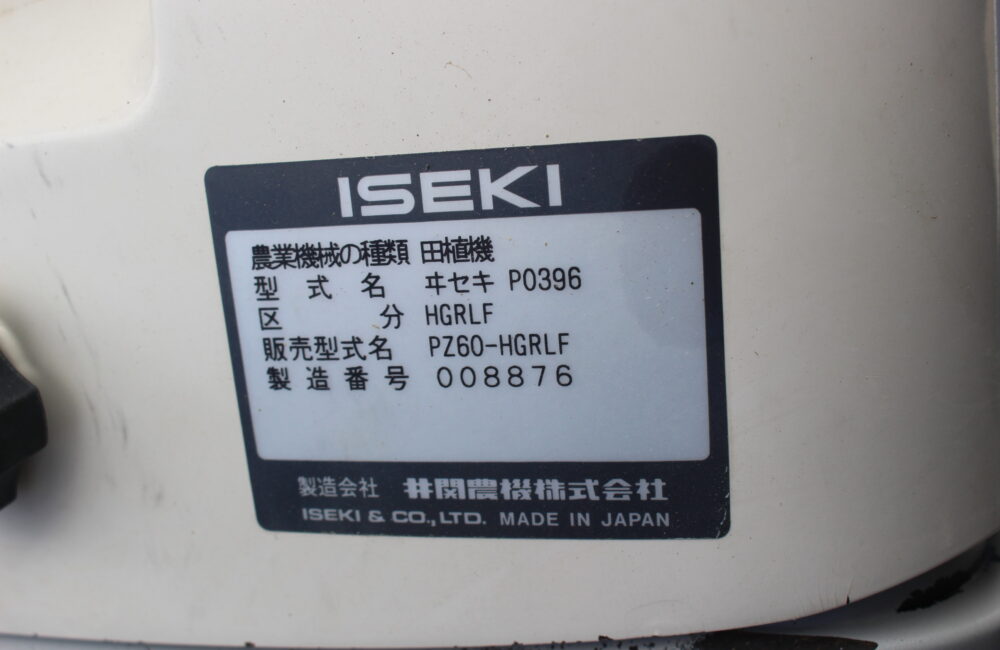 ISEKI
農業機械の種類 田植機
型式名 ヰセキ P0396
区分 HGRLF
販売型式名 PZ60-HGRLF
製造番号 008876
製造会社 井関農機株式会社
ISEKI & CO., LTD. MADE IN JAPAN